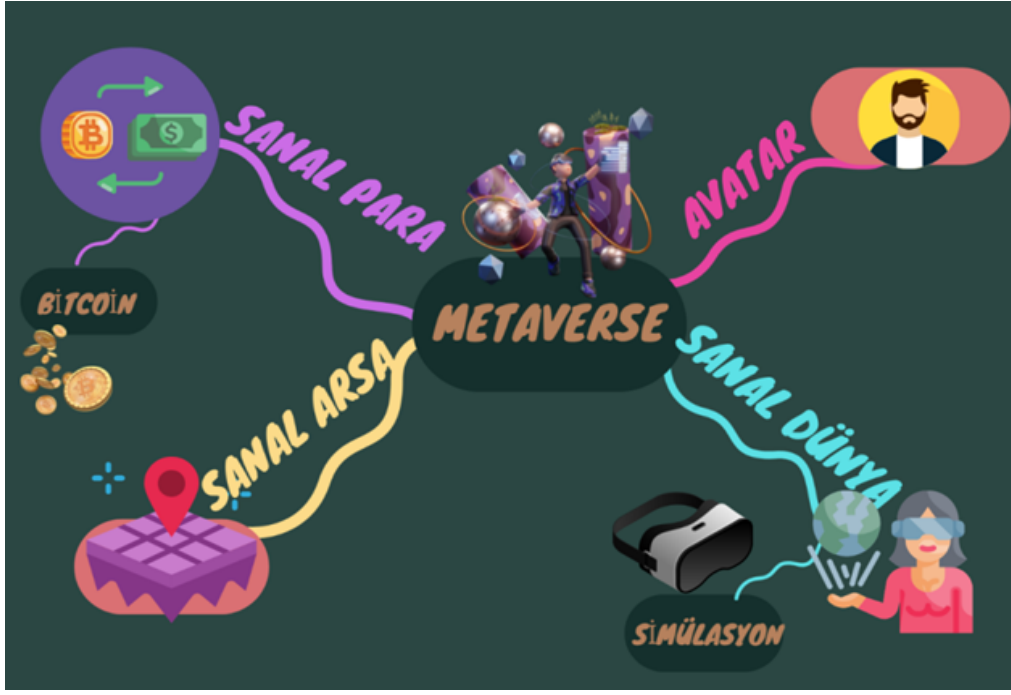 SANAL PARA
AVATAR
BİTCOİN
METAVERSE
SANAL ARSA
SANAL DÜNYA
SİMÜLASYON